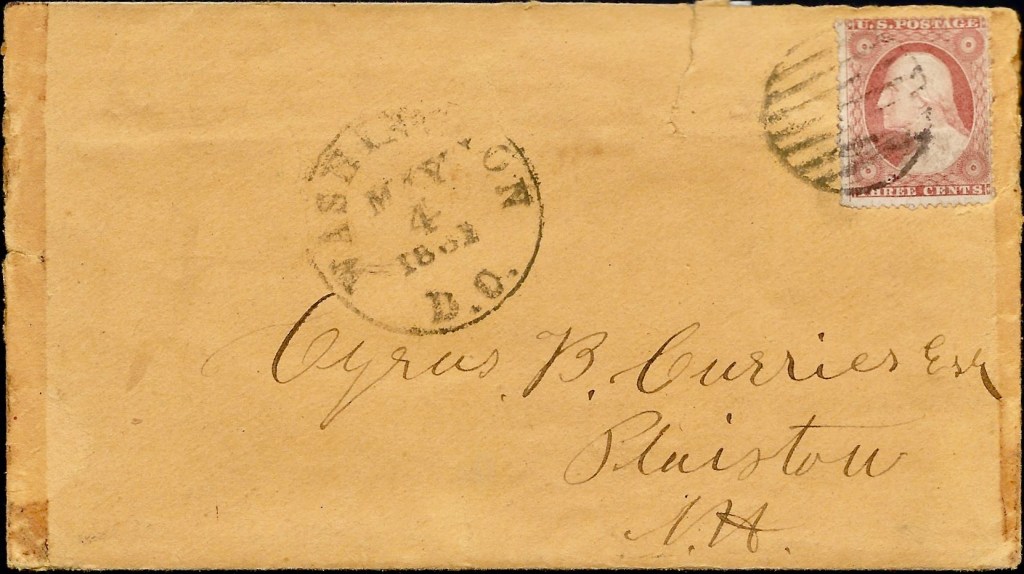 U.S. POSTAGE
THREE CENTS
WASHINGTON
MAY
4
D.C.
Cyrus B. Currier Esq
Plaistow
N.H.